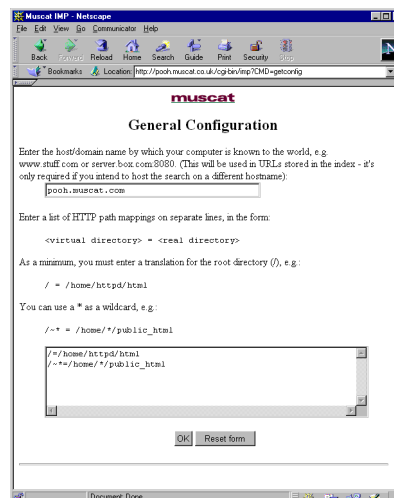 Muscat IMP - Netscape
File Edit View Go Communicator Help
Back Forward Reload Home Search Guide Print Security Stop
Bookmarks Location: http://pooh.muscat.co.uk/cgi-bin/imp?CMD=getconfig
muscat
General Configuration
Enter the host/domain name by which your computer is known to the world, e.g.
www.stuff.com or server.box.com:8080. (This will be used in URLs stored in the index - it's
only required if you intend to host the search on a different hostname):
pooh.muscat.com
Enter a list of HTTP path mappings on separate lines, in the form:
<virtual directory> = <real directory>
As a minimum, you must enter a translation for the root directory (/), e.g.:
/ = /home/httpd/html
You can use a * as a wildcard, e.g.:
/~* = /home/*/public_html
/=/home/httpd/html
/~*=/home/*/public_html
OK Reset form
Document: Done